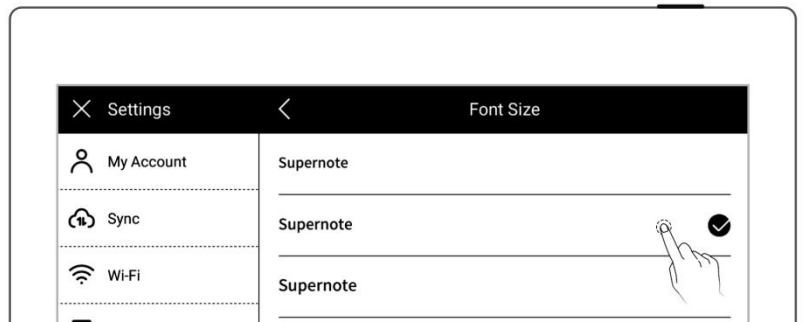 Settings
Font Size
My Account
Sync
Wi-Fi
Supernote
Supernote
Supernote